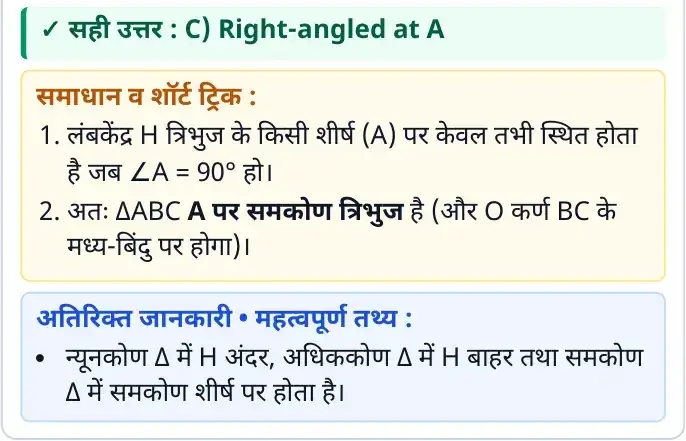 ✓ सही उत्तर : C) Right-angled at A
समाधान व शॉर्ट ट्रिक :
1. लंबकेंद्र H त्रिभुज के किसी शीर्ष (A) पर केवल तभी स्थित होता
है जब ∠A = 90° हो।
2. अतः ΔABC A पर समकोण त्रिभुज है (और O कर्ण BC के
मध्य-बिंदु पर होगा)।
अतिरिक्त जानकारी • महत्वपूर्ण तथ्य :
• न्यूनकोण Δ में H अंदर, अधिककोण Δ में H बाहर तथा समकोण
Δ में समकोण शीर्ष पर होता है।